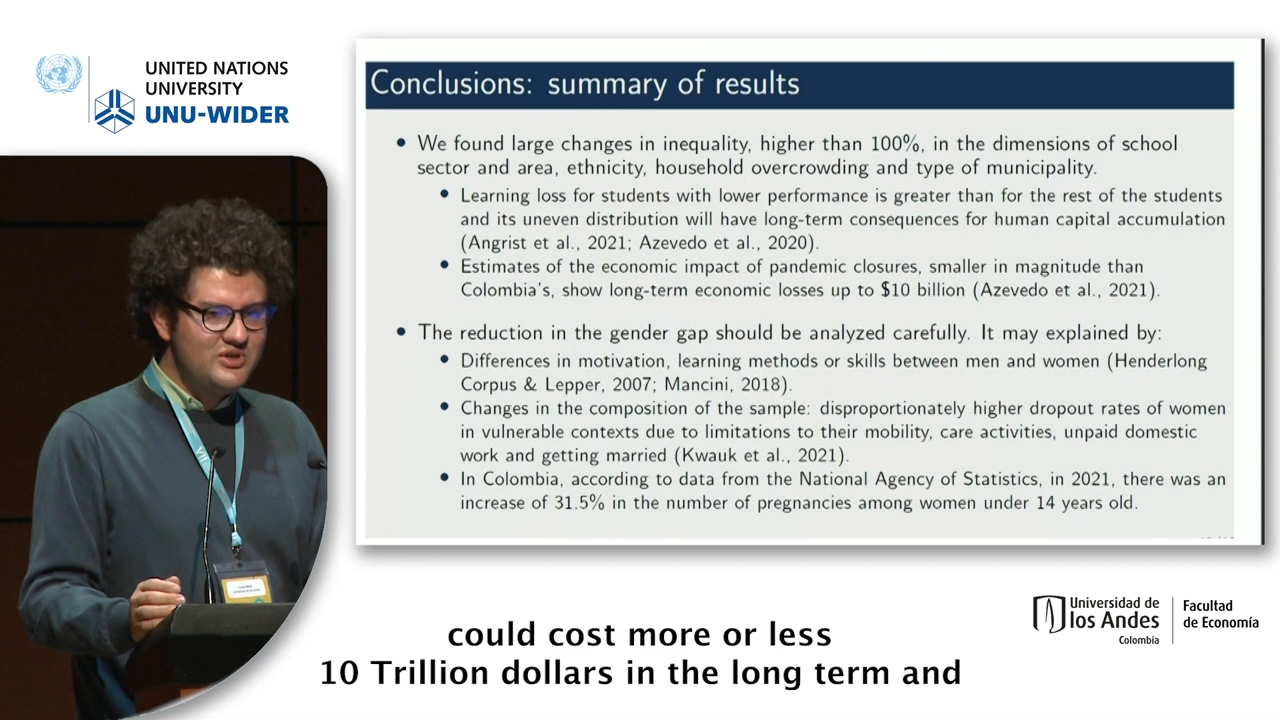 UNITED NATIONS
UNIVERSITY
UNU-WIDER
Conclusions: summary of results
• We found large changes in inequality, higher than 100%, in the dimensions of school
sector and area, ethnicity, household overcrowding and type of municipality.
• Learning loss for students with lower performance is greater than for the rest of the students
and its uneven distribution will have long-term consequences for human capital accumulation
(Angrist et al., 2021; Azevedo et al., 2020).
• Estimates of the economic impact of pandemic closures, smaller in magnitude than
Colombia's, show long-term economic losses up to $10 billion (Azevedo et al., 2021).
• The reduction in the gender gap should be analyzed carefully. It may explained by:
• Differences in motivation, learning methods or skills between men and women (Henderlong
Corpus & Lepper, 2007; Mancini, 2018).
• Changes in the composition of the sample: disproportionately higher dropout rates of women
in vulnerable contexts due to limitations to their mobility, care activities, unpaid domestic
work and getting married (Kwauk et al., 2021).
• In Colombia, according to data from the National Agency of Statistics, in 2021, there was an
increase of 31.5% in the number of pregnancies among women under 14 years old.
Universidad de
los Andes
Colombia
Facultad
de Economía
could cost more or less
10 Trillion dollars in the long term and